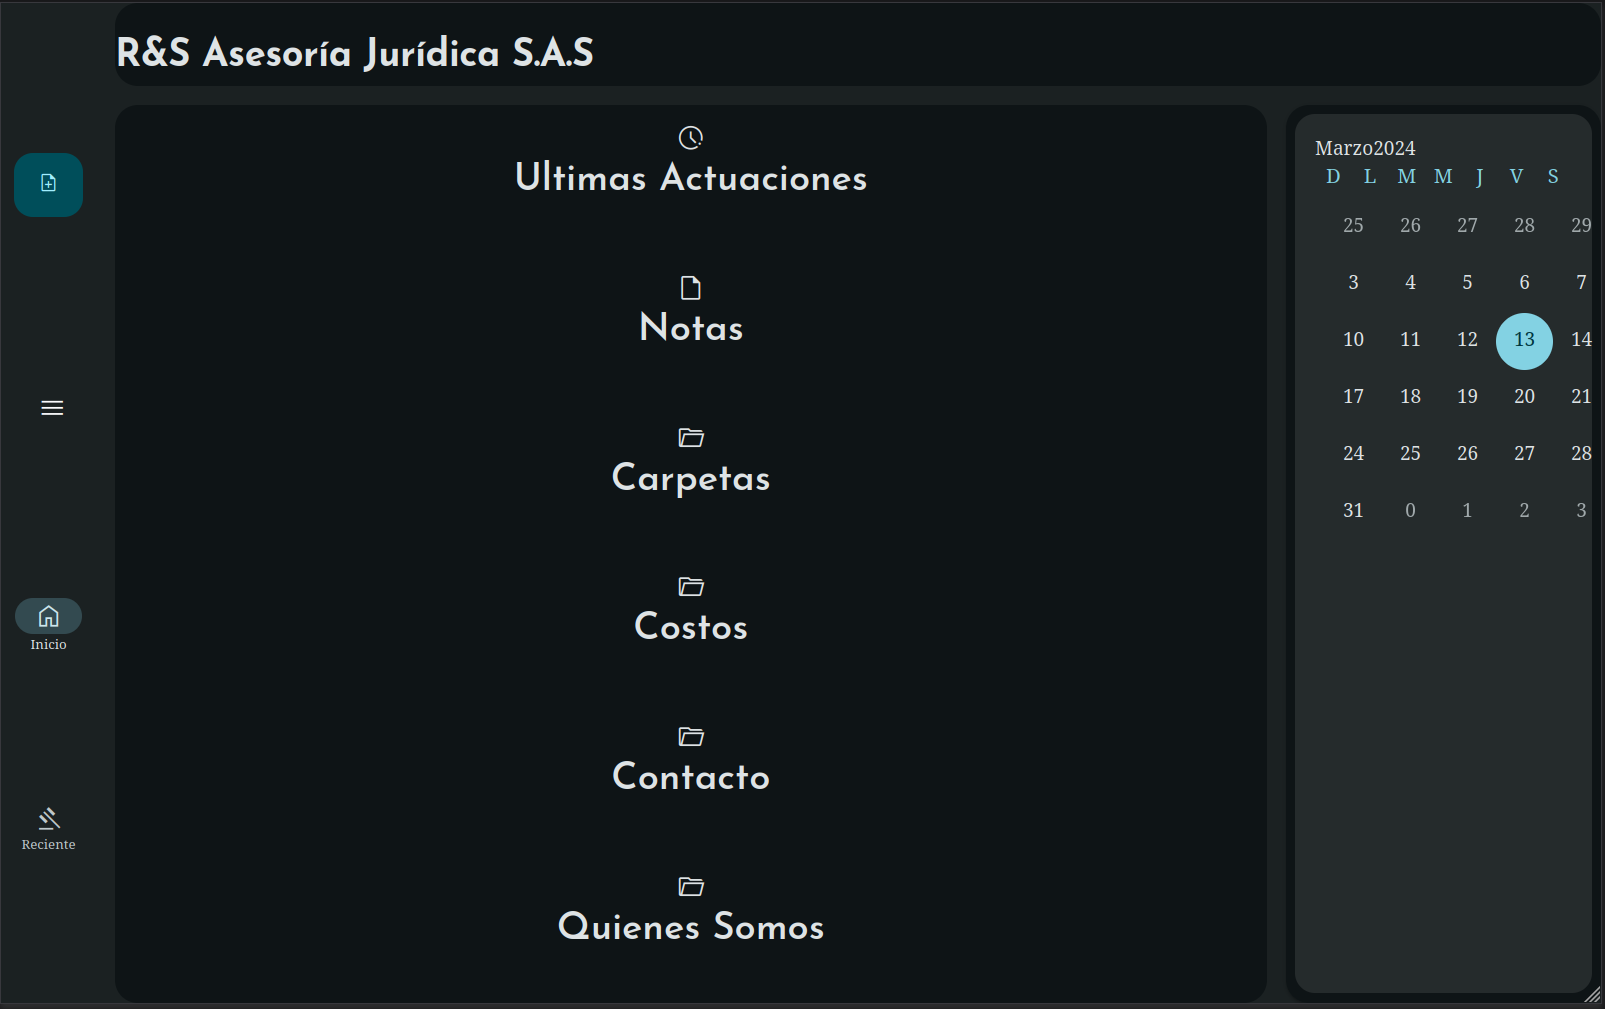 R&S Asesoría Jurídica S.A.S
Inicio
Reciente
Ultimas Actuaciones
Notas
Carpetas
Costos
Contacto
Quienes Somos
Marzo2024
D L M M J V S
25 26 27 28 29
3 4 5 6 7
10 11 12 13 14
17 18 19 20 21
24 25 26 27 28
31 0 1 2 3